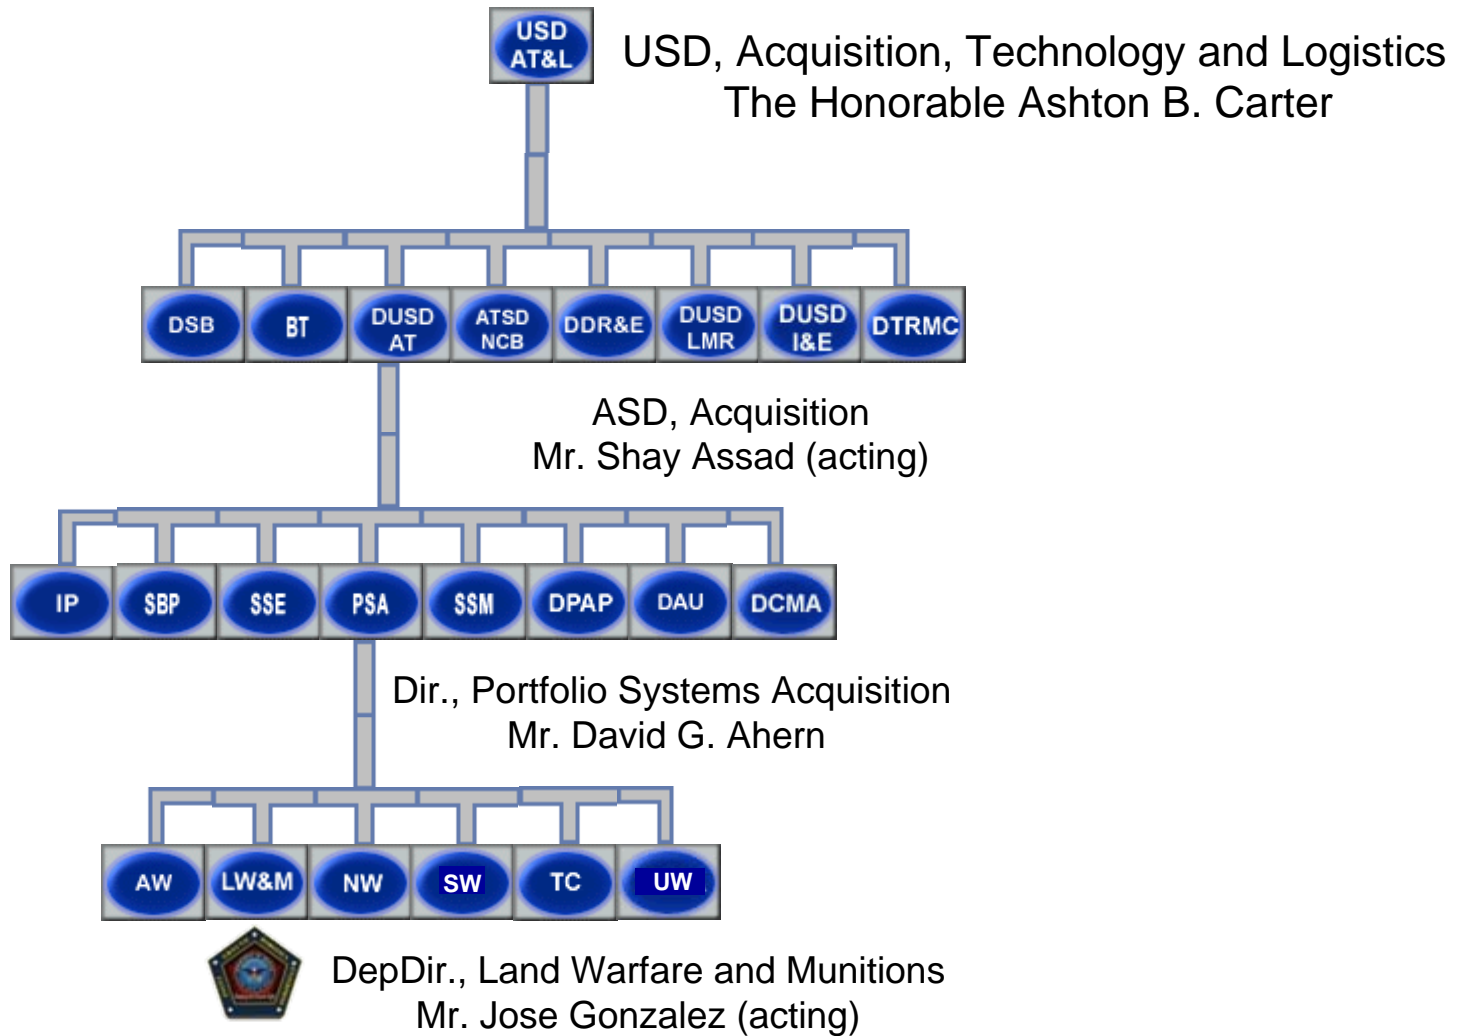 USD
AT&L
USD, Acquisition, Technology and Logistics
The Honorable Ashton B. Carter
DSB
BT
DUSD
AT
ATSD
NCB
DDR&E
DUSD
LMR
DUSD
I&E
DTRMC
ASD, Acquisition
Mr. Shay Assad (acting)
IP
SBP
SSE
PSA
SSM
DPAP
DAU
DCMA
Dir., Portfolio Systems Acquisition
Mr. David G. Ahern
AW
LW&M
NW
SW
TC
UW
DepDir., Land Warfare and Munitions
Mr. Jose Gonzalez (acting)